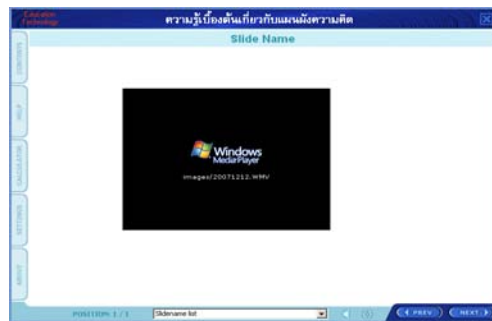 Education
Technology
ความรู้เบื้องต้นเกี่ยวกับแผนผังความคิด
Slide Name
CONTENTS
HELP
CALCULATOR
SETTINGS
ABOUT
Windows
Media Player
images/20071212.WMV
POSITION: 1 / 1
Slidename list
PREV
NEXT